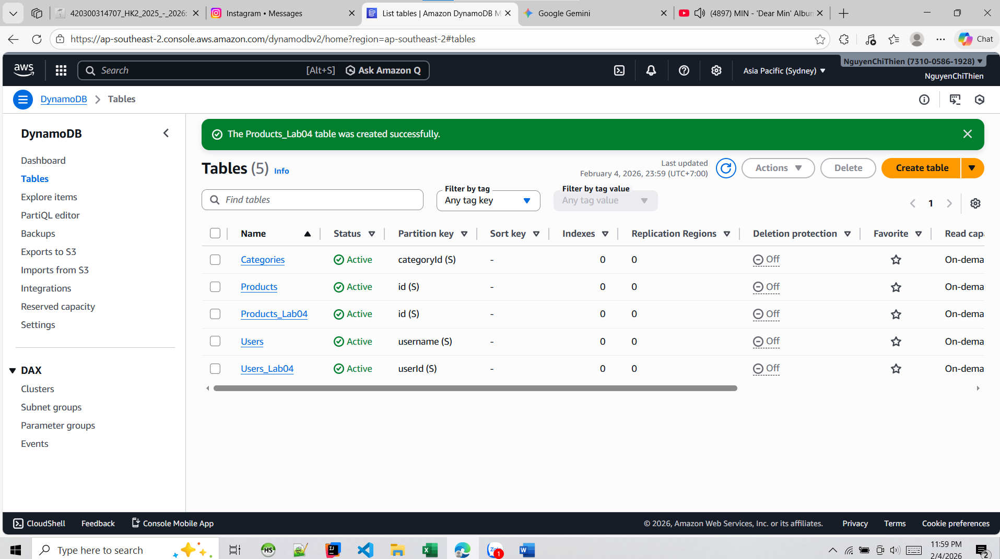 420300314707_HK2_2025_-_2026:
Instagram • Messages
List tables | Amazon DynamoDB M
Google Gemini
(4897) MIN - 'Dear Min' Album
https://ap-southeast-2.console.aws.amazon.com/dynamodbv2/home?region=ap-southeast-2#tables
Chat
aws
Search
[Alt+S]
Ask Amazon Q
Asia Pacific (Sydney)
NguyenChiThien (7310-0586-1928)
NguyenChiThien
DynamoDB
Tables
DynamoDB
Dashboard
Tables
Explore items
PartiQL editor
Backups
Exports to S3
Imports from S3
Integrations
Reserved capacity
Settings
DAX
Clusters
Subnet groups
Parameter groups
Events
The Products_Lab04 table was created successfully.
Tables (5) Info
Last updated
February 4, 2026, 23:59 (UTC+7:00)
Actions
Delete
Create table
Find tables
Filter by tag
Any tag key
Filter by tag value
Any tag value
1
Name Status Partition key Sort key Indexes Replication Regions Deletion protection Favorite Read capa
Categories Active categoryId (S) - 0 0 Off On-dema
Products Active id (S) - 0 0 Off On-dema
Products_Lab04 Active id (S) - 0 0 Off On-dema
Users Active username (S) - 0 0 Off On-dema
Users_Lab04 Active userId (S) - 0 0 Off On-dema
CloudShell
Feedback
Console Mobile App
© 2026, Amazon Web Services, Inc. or its affiliates.
Privacy
Terms
Cookie preferences
Type here to search
HS
IJ
1
11:59 PM
2/4/2026
2